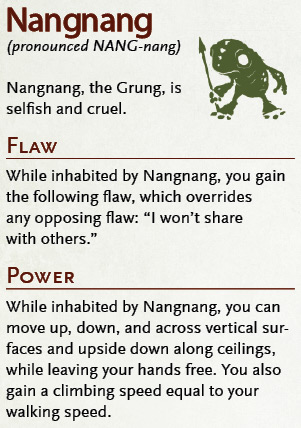 Nangnang
(pronounced NANG-nang)
Nangnang, the Grung, is
selfish and cruel.
Flaw
While inhabited by Nangnang, you gain
the following flaw, which overrides
any opposing flaw: “I won’t share
with others.”
Power
While inhabited by Nangnang, you can
move up, down, and across vertical sur-
faces and upside down along ceilings,
while leaving your hands free. You also
gain a climbing speed equal to your
walking speed.